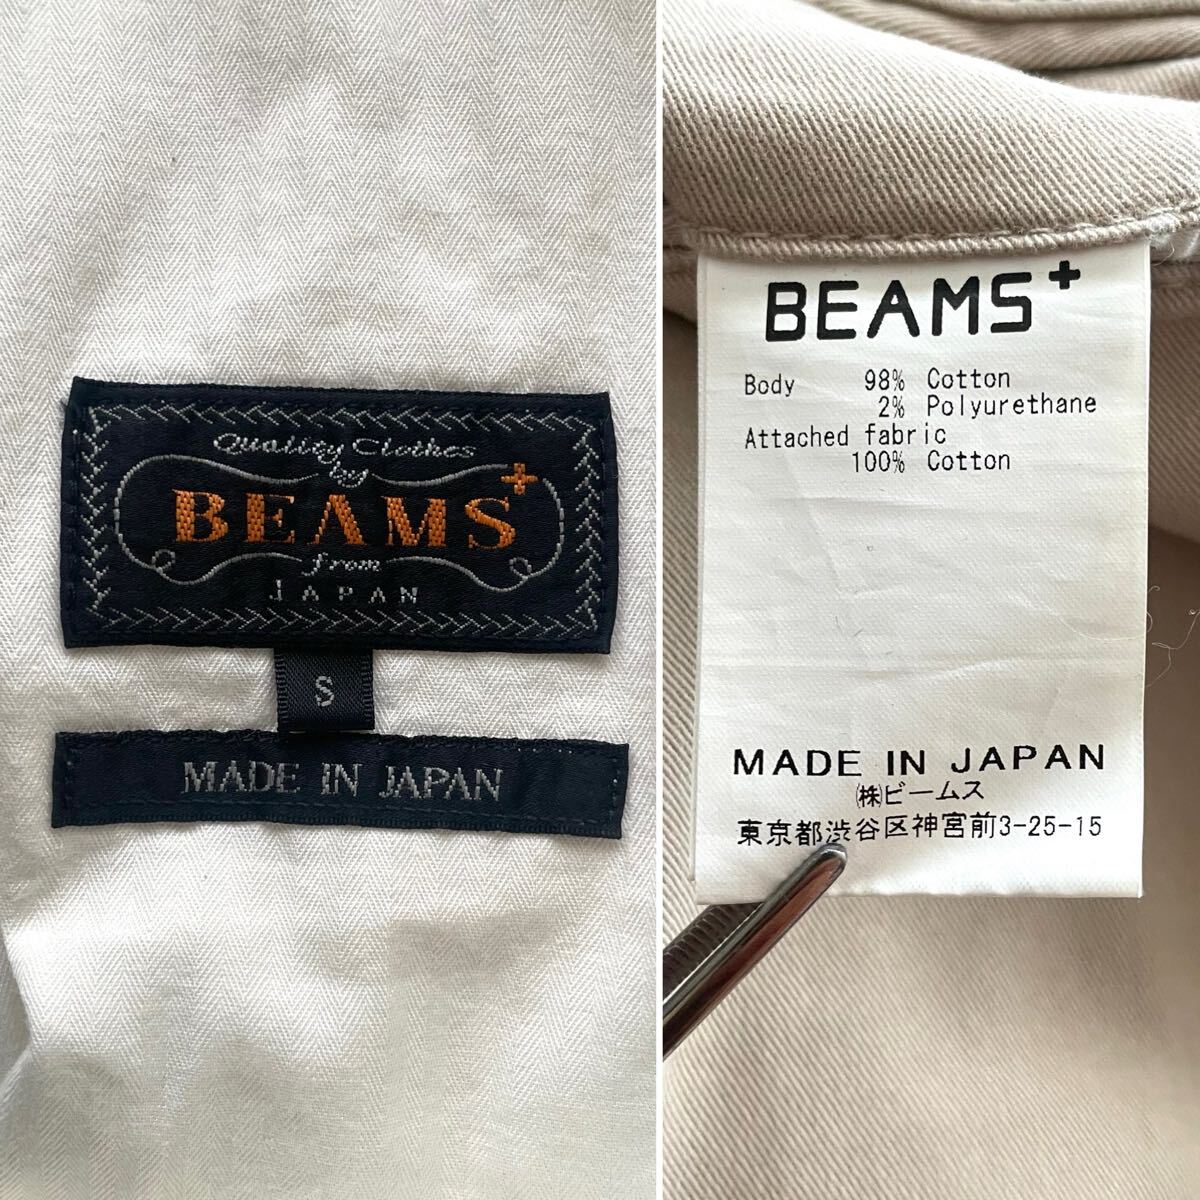 Quality Clothes
by
BEAMS+
from
JAPAN
S
MADE IN JAPAN
BEAMS+
Body 98% Cotton
2% Polyurethane
Attached fabric
100% Cotton
MADE IN JAPAN
㈱ビームス
東京都渋谷区神宮前3-25-15